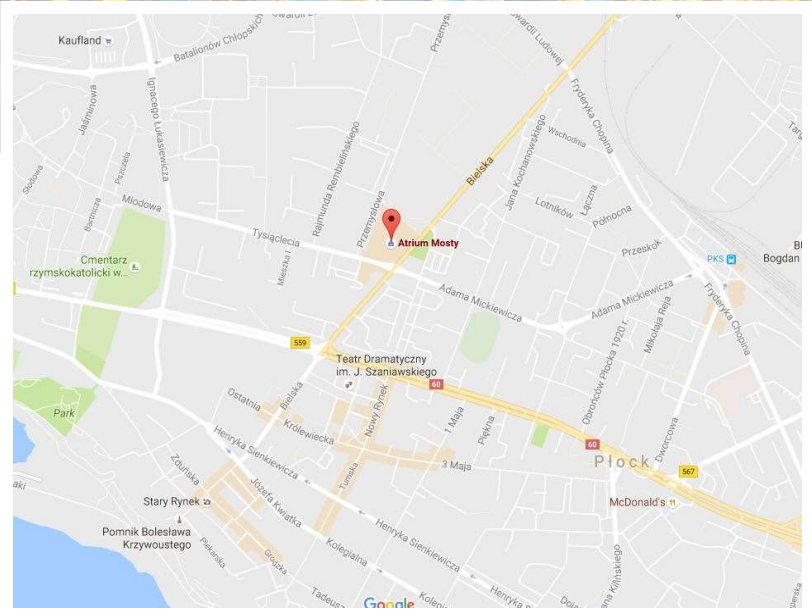 Kaufland
Batalionów Chłopskich
Gwardii Ludowej
Fryderyka Chopina
Ignacego Łukasiewicza
Jaśminowa
Pszczela
Słodowa
Bartnicza
Miodowa
Rajmunda Rembielińskiego
Przemysłowa
Bielska
Jana Kochanowskiego
Wschodnia
Lotników
Łączna
Północna
Przeskok
Tysiąclecia
Mieszka I
Atrium Mosty
Cmentarz
rzymskokatolicki w...
PKS
Bogdan
Adama Mickiewicza
Adama Mickiewicza
Fryderyka Chopina
Mikołaja Reja
Obrońców Płocka 1920 r.
559
Teatr Dramatyczny
im. J. Szaniawskiego
60
Ostatnia
Bielska
Nowy Rynek
Królewiecka
1 Maja
Piękna
Dworcowa
Park
60
Płock
567
3 Maja
Henryka Sienkiewicza
Tumska
Zduńska
McDonald's
Stary Rynek
Józefa Kwiatka
Pomnik Bolesława
Krzywoustego
Piekarska
Kolegialna
Henryka Sienkiewicza
Grodzka
Google